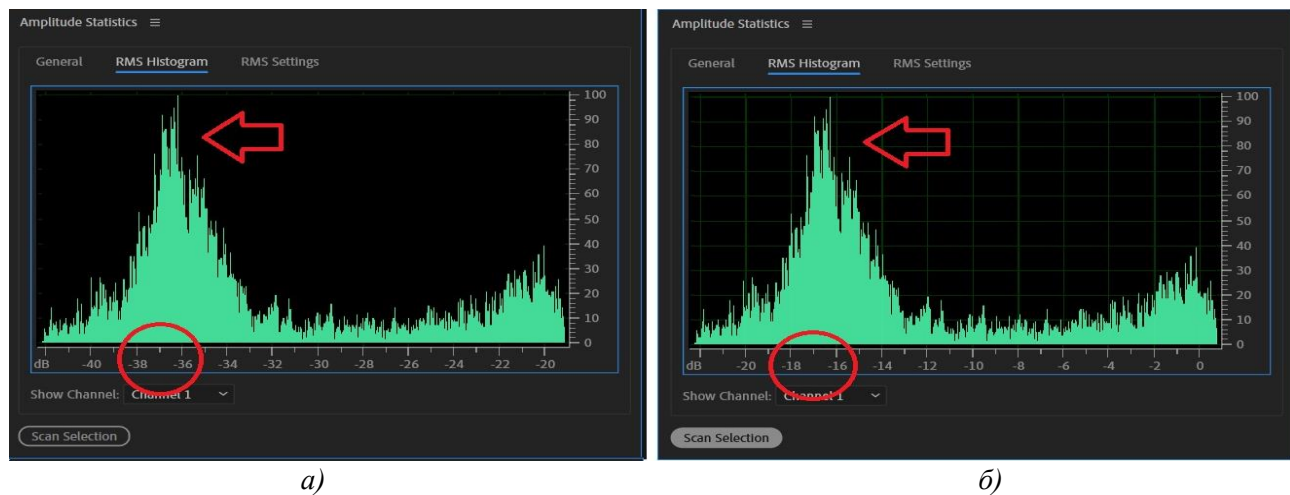 Amplitude Statistics
General RMS Histogram RMS Settings
100
90
80
70
60
50
40
30
20
10
0
dB -40 -38 -36 -34 -32 -30 -28 -26 -24 -22 -20
Show Channel: Channel 1
Scan Selection
а)
Amplitude Statistics
General RMS Histogram RMS Settings
100
90
80
70
60
50
40
30
20
10
0
dB -20 -18 -16 -14 -12 -10 -8 -6 -4 -2 0
Show Channel: Channel 1
Scan Selection
б)